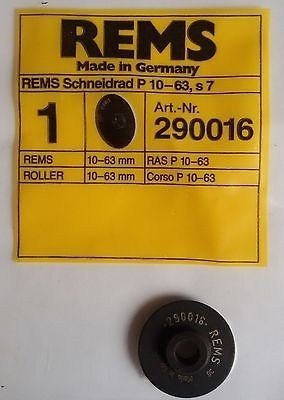 REMS
Made in Germany
REMS Schneidrad P 10–63, s 7
1
Art.-Nr.
290016
REMS 10–63 mm RAS P 10–63
ROLLER 10–63 mm Corso P 10–63
-290016- REMS